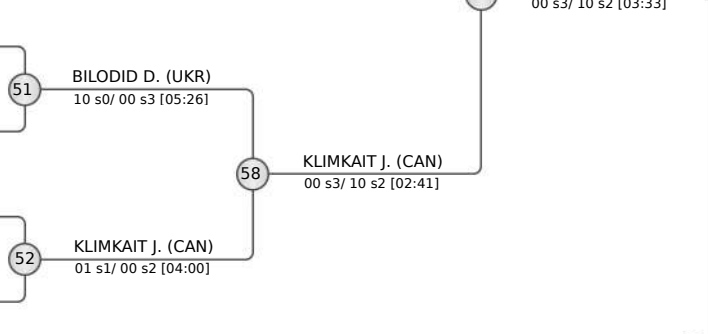 00 s3/ 10 s2 [03:33]
51
BILODID D. (UKR)
10 s0/ 00 s3 [05:26]
58
KLIMKAIT J. (CAN)
00 s3/ 10 s2 [02:41]
52
KLIMKAIT J. (CAN)
01 s1/ 00 s2 [04:00]